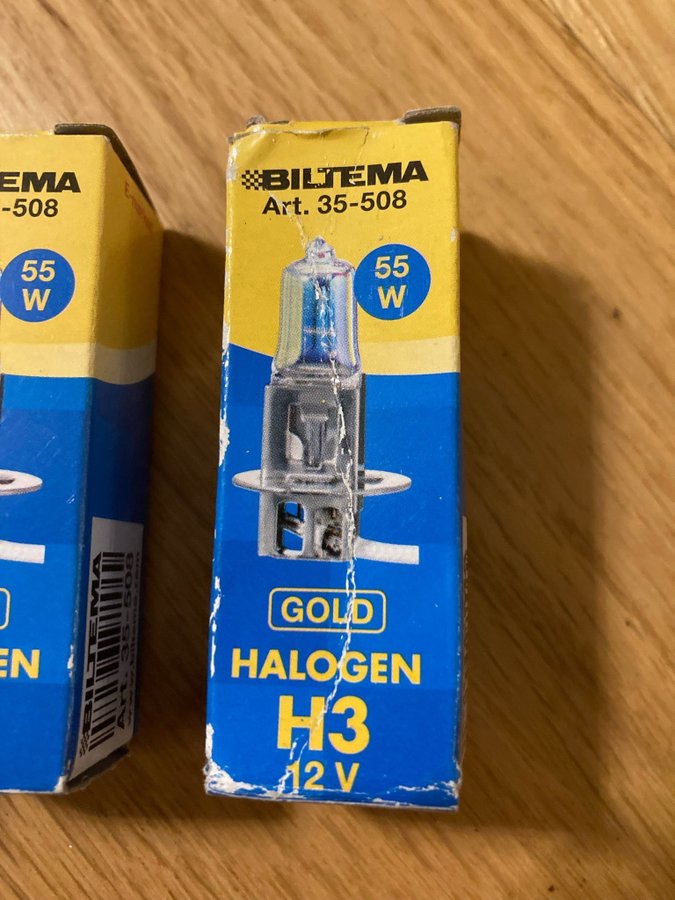 BILTEMA
Art. 35-508
55
W
GOLD
HALOGEN
H3
12 V
EMA
-508
55
W
EN
BILTEMA
Art. 35-508